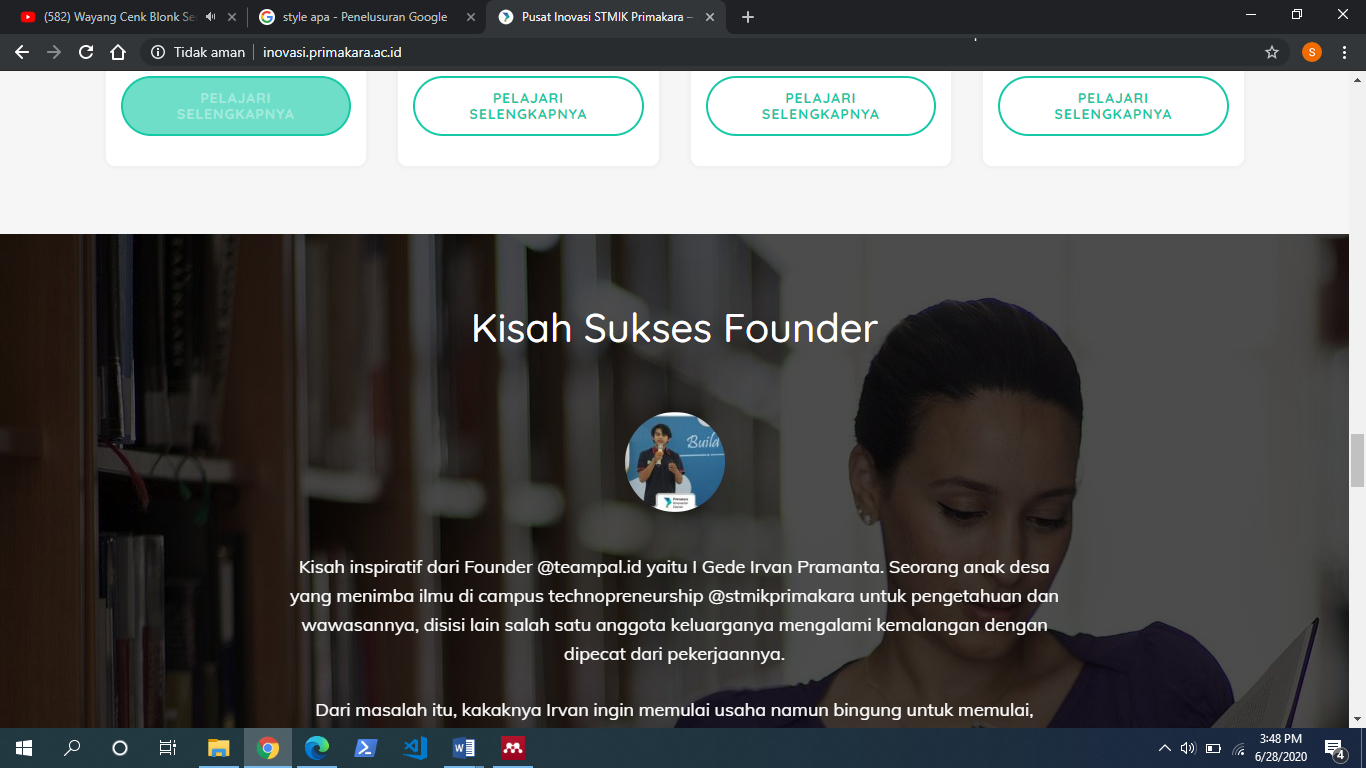 (582) Wayang Cenk Blonk Se
style apa - Penelusuran Google
Pusat Inovasi STMIK Primakara –
Tidak aman
inovasi.primakara.ac.id
S
PELAJARI
SELENGKAPNYA
PELAJARI
SELENGKAPNYA
PELAJARI
SELENGKAPNYA
PELAJARI
SELENGKAPNYA
Kisah Sukses Founder
Build
Primakara
Kisah inspiratif dari Founder @teampal.id yaitu I Gede Irvan Pramanta. Seorang anak desa
yang menimba ilmu di campus technopreneurship @stmikprimakara untuk pengetahuan dan
wawasannya, disisi lain salah satu anggota keluarganya mengalami kemalangan dengan
dipecat dari pekerjaannya.
Dari masalah itu, kakaknya Irvan ingin memulai usaha namun bingung untuk memulai,
3:48 PM
6/28/2020
4